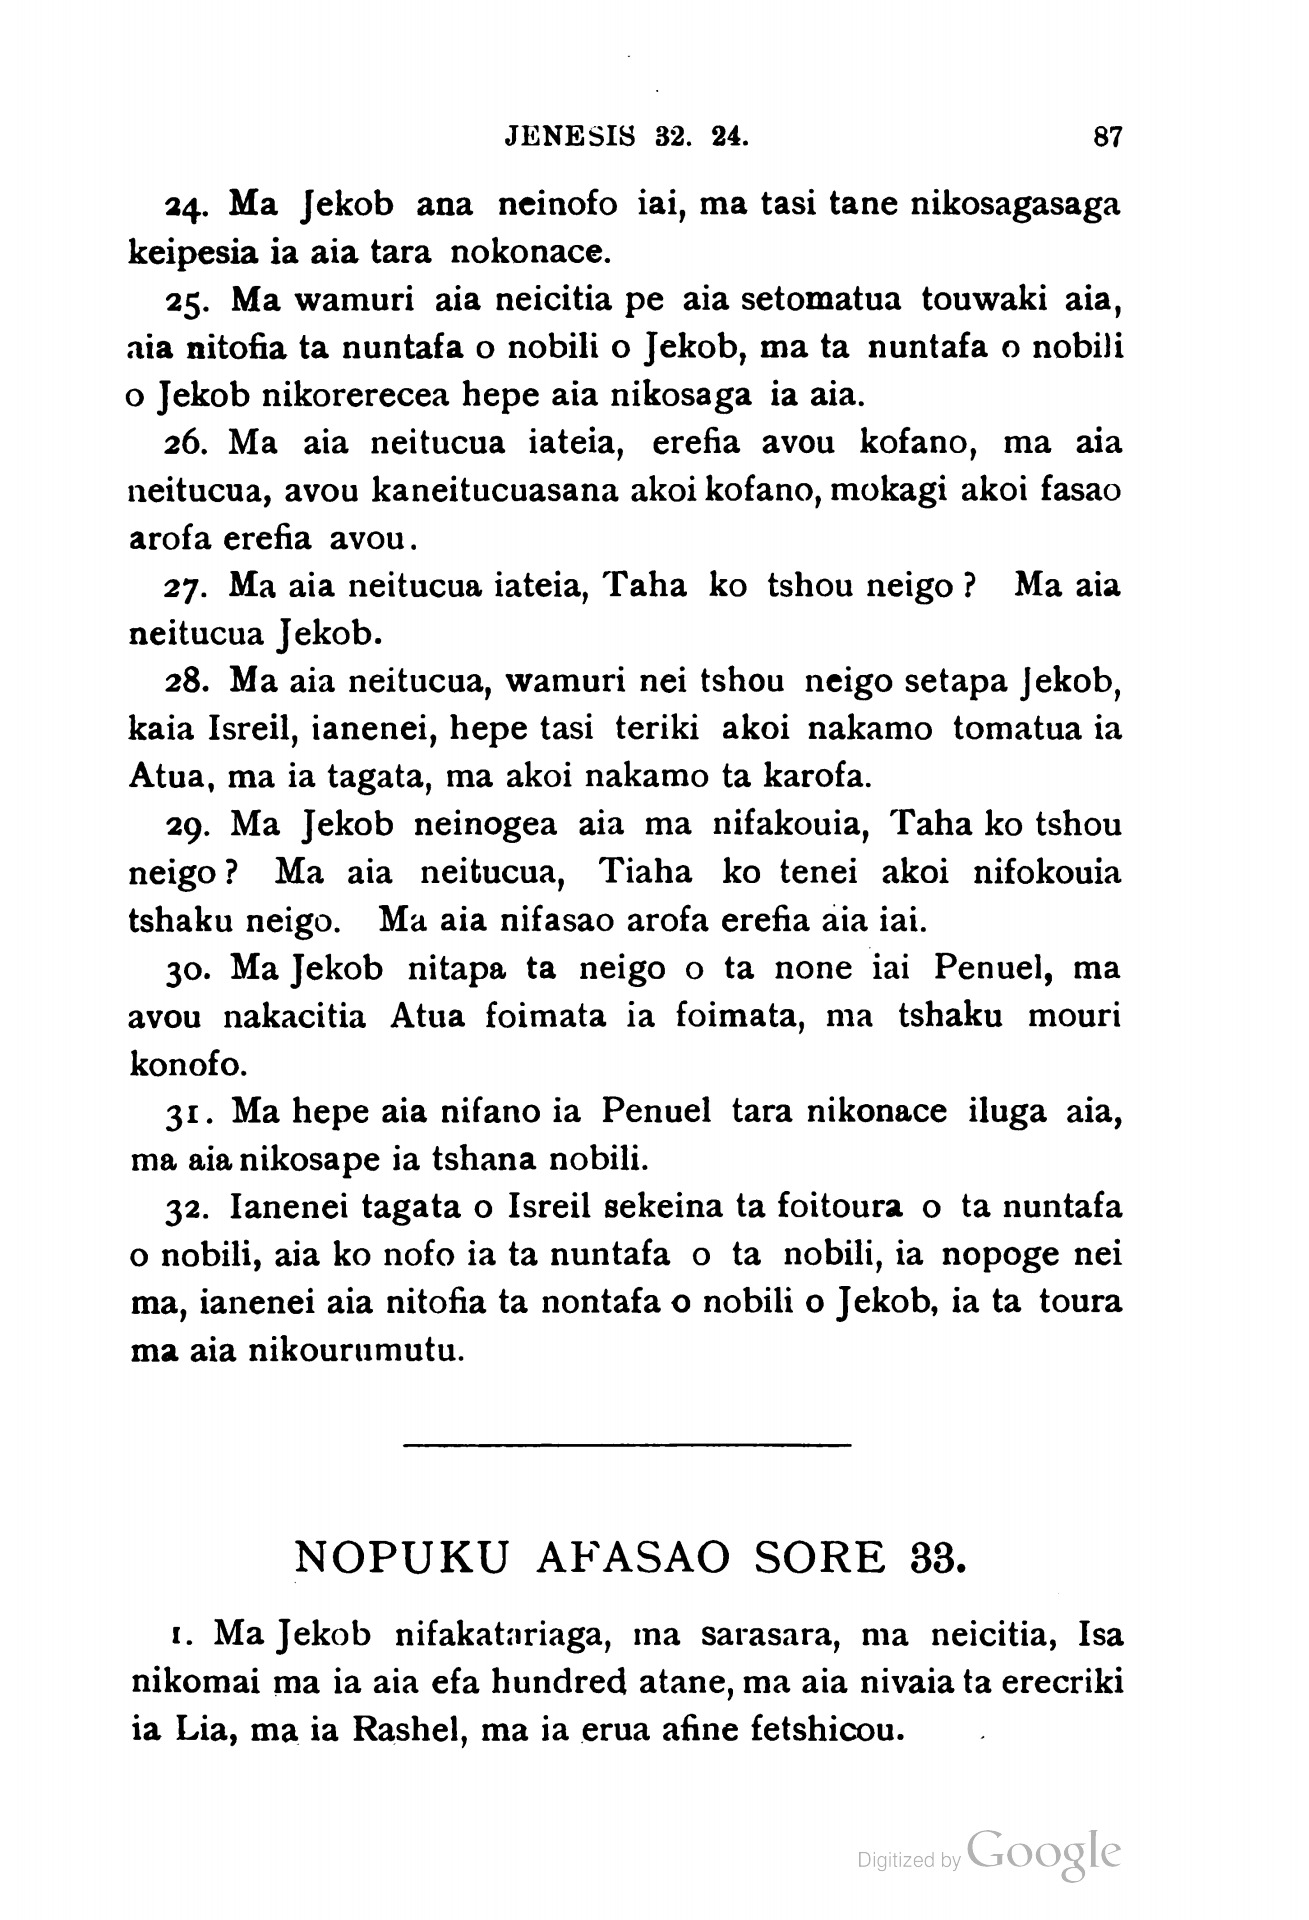 JENESIS 32. 24. 87
24. Ma Jekob ana neinofo iai, ma tasi tane nikosagasaga
keipesia ia aia tara nokonace.
25. Ma wamuri aia neicitia pe aia setomatua touwaki aia,
aia nitofia ta nuntafa o nobili o Jekob, ma ta nuntafa o nobili
o Jekob nikorerecea hepe aia nikosaga ia aia.
26. Ma aia neitucua iateia, erefia avou kofano, ma aia
neitucua, avou kaneitucuasana akoi kofano, mokagi akoi fasao
arofa erefia avou.
27. Ma aia neitucua iateia, Taha ko tshou neigo? Ma aia
neitucua Jekob.
28. Ma aia neitucua, wamuri nei tshou neigo setapa Jekob,
kaia Isreil, ianenei, hepe tasi teriki akoi nakamo tomatua ia
Atua, ma ia tagata, ma akoi nakamo ta karofa.
29. Ma Jekob neinogea aia ma nifakouia, Taha ko tshou
neigo? Ma aia neitucua, Tiaha ko tenei akoi nifokouia
tshaku neigo. Ma aia nifasao arofa erefia aia iai.
30. Ma Jekob nitapa ta neigo o ta none iai Penuel, ma
avou nakacitia Atua foimata ia foimata, ma tshaku mouri
konofo.
31. Ma hepe aia nifano ia Penuel tara nikonace iluga aia,
ma aia nikosape ia tshana nobili.
32. Ianenei tagata o Isreil sekeina ta foitoura o ta nuntafa
o nobili, aia ko nofo ia ta nuntafa o ta nobili, ia nopoge nei
ma, ianenei aia nitofia ta nontafa o nobili o Jekob, ia ta toura
ma aia nikourumutu.
NOPUKU AFASAO SORE 33.
1. Ma Jekob nifakatariaga, ma sarasara, ma neicitia, Isa
nikomai ma ia aia efa hundred atane, ma aia nivaia ta erecriki
ia Lia, ma ia Rashel, ma ia erua afine fetshicou.
Digitized by Google